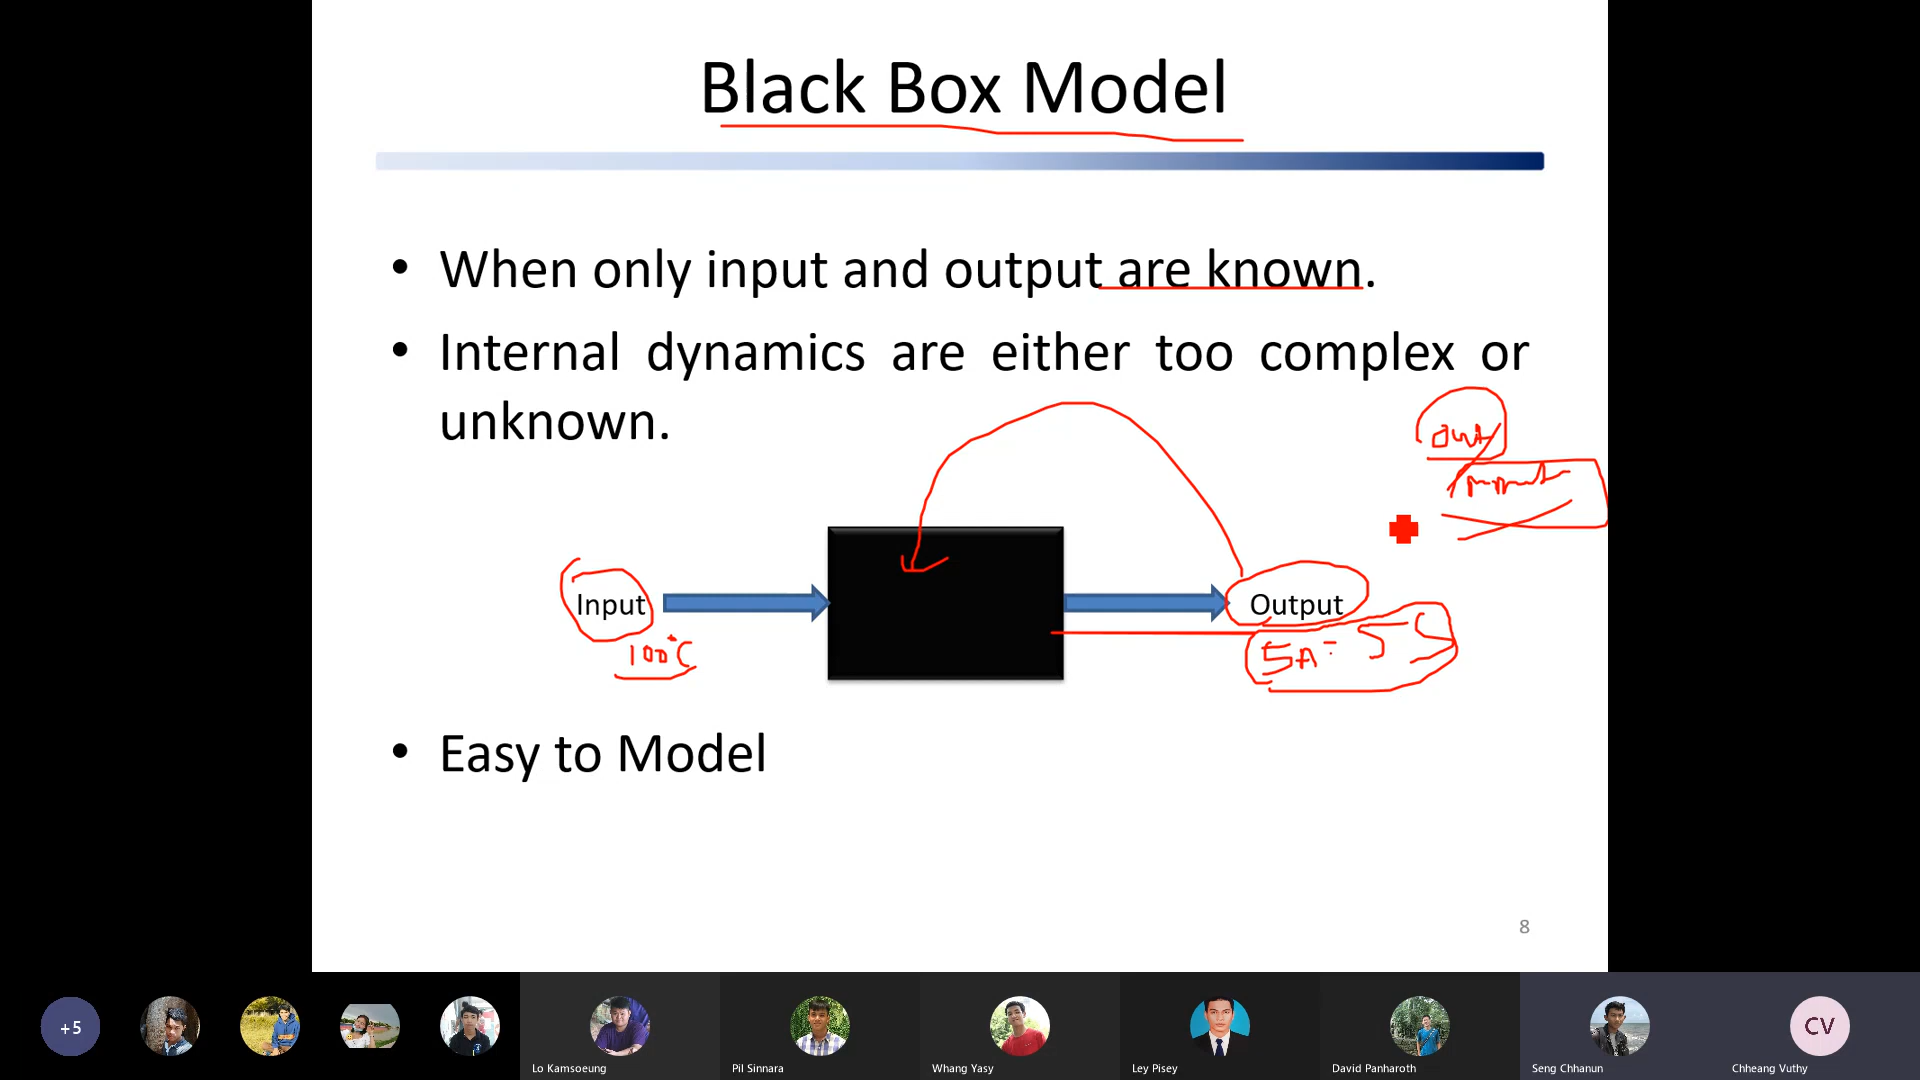 Black Box Model
• When only input and output are known.
• Internal dynamics are either too complex or
unknown.
out
Input
Output
100°C
5A
• Easy to Model
8
+5
CV
Lo Kamsoeung
Pil Sinnara
Whang Yasy
Ley Pisey
David Panharoth
Seng Chhanun
Chheang Vuthy